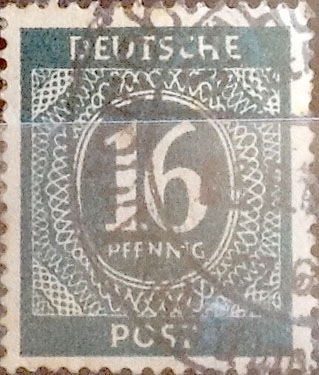 DEUTSCHE
16
PFENNIG
POST